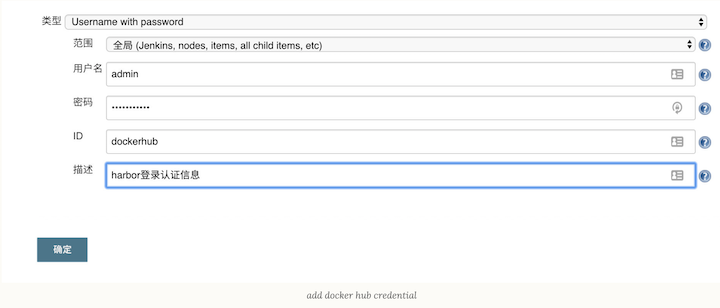 类型 Username with password
范围 全局 (Jenkins, nodes, items, all child items, etc)
用户名 admin
密码 •••••••••••
ID dockerhub
描述 harbor登录认证信息
确定
add docker hub credential